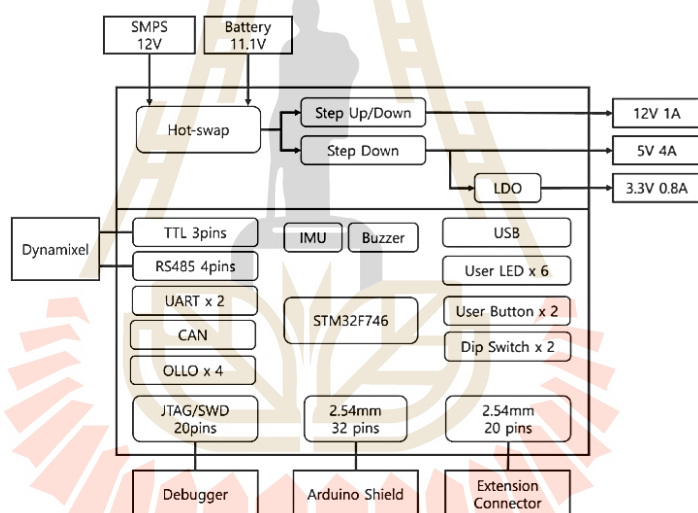 SMPS
12V
Battery
11.1V
Hot-swap
Step Up/Down
12V 1A
Step Down
5V 4A
LDO
3.3V 0.8A
Dynamixel
TTL 3pins
IMU
Buzzer
USB
RS485 4pins
User LED x 6
UART x 2
STM32F746
User Button x 2
CAN
Dip Switch x 2
OLLO x 4
JTAG/SWD
20pins
2.54mm
32 pins
2.54mm
20 pins
Debugger
Arduino Shield
Extension
Connector